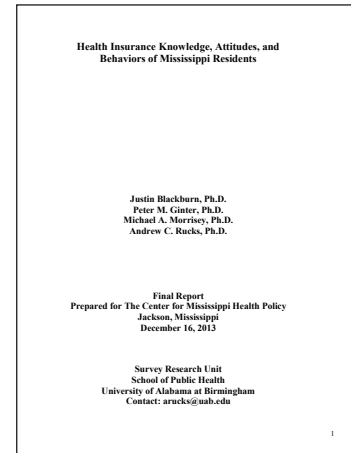 Health Insurance Knowledge, Attitudes, and
Behaviors of Mississippi Residents
Justin Blackburn, Ph.D.
Peter M. Ginter, Ph.D.
Michael A. Morrisey, Ph.D.
Andrew C. Rucks, Ph.D.
Final Report
Prepared for The Center for Mississippi Health Policy
Jackson, Mississippi
December 16, 2013
Survey Research Unit
School of Public Health
University of Alabama at Birmingham
Contact: arucks@uab.edu
1